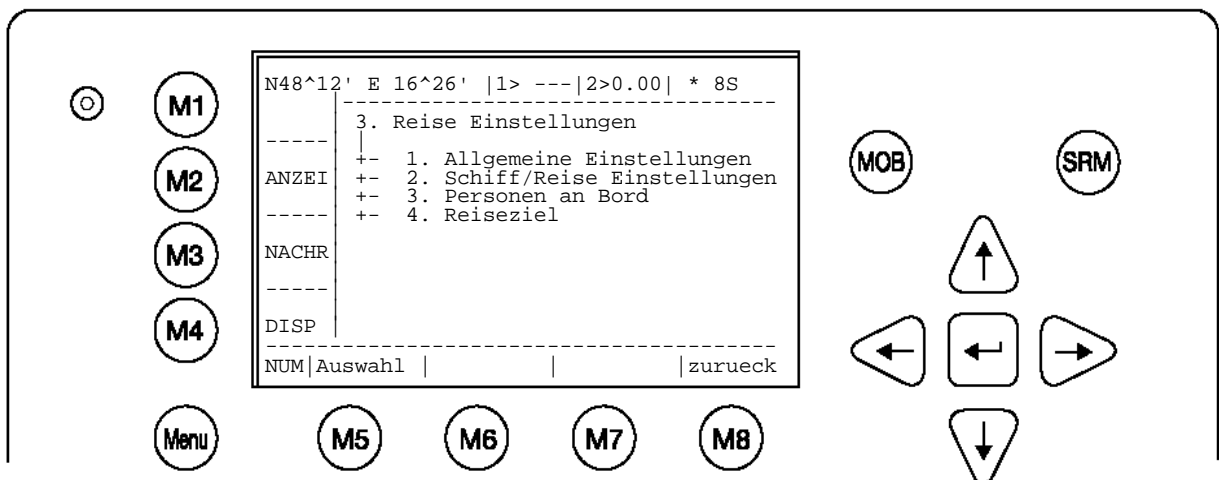 N48^12' E 16^26' |1> ---|2>0.00| * 8S
M1
3. Reise Einstellungen
MOB
SRM
+- 1. Allgemeine Einstellungen
M2
ANZEI
+- 2. Schiff/Reise Einstellungen
+- 3. Personen an Bord
+- 4. Reiseziel
M3
NACHR
M4
DISP
NUM|Auswahl | | |zurueck
Menu
M5
M6
M7
M8